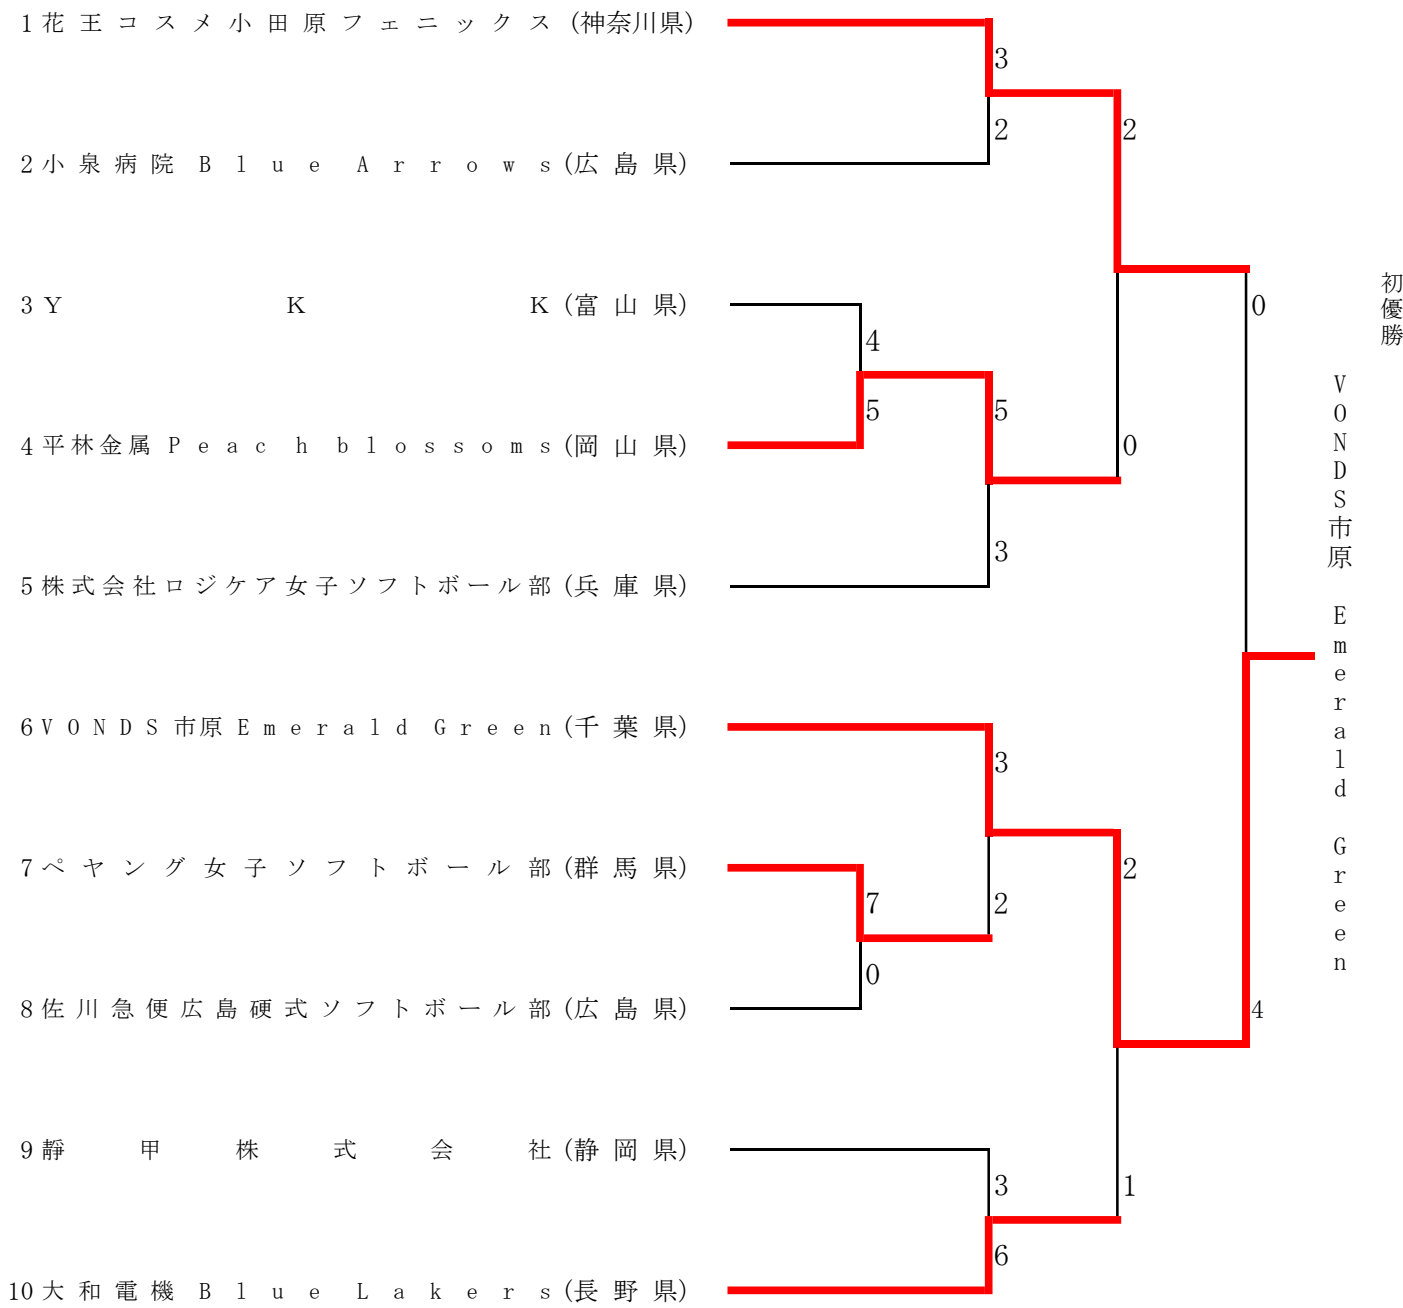 1 花王コスメ小田原フェニックス (神奈川県)
3
2
2
2 小泉病院 Blue Arrows (広島県)
3 YKK (富山県)
0
初優勝
4
5
5
4 平林金属 Peach blossoms (岡山県)
0
3
5 株式会社ロジケア女子ソフトボール部 (兵庫県)
VONDS市原 Emerald Green
6 VONDS市原 Emerald Green (千葉県)
3
7 ペヤング女子ソフトボール部 (群馬県)
2
7
2
0
8 佐川急便広島硬式ソフトボール部 (広島県)
4
9 靜甲株式会社 (静岡県)
3
1
6
10 大和電機 Blue Lakers (長野県)